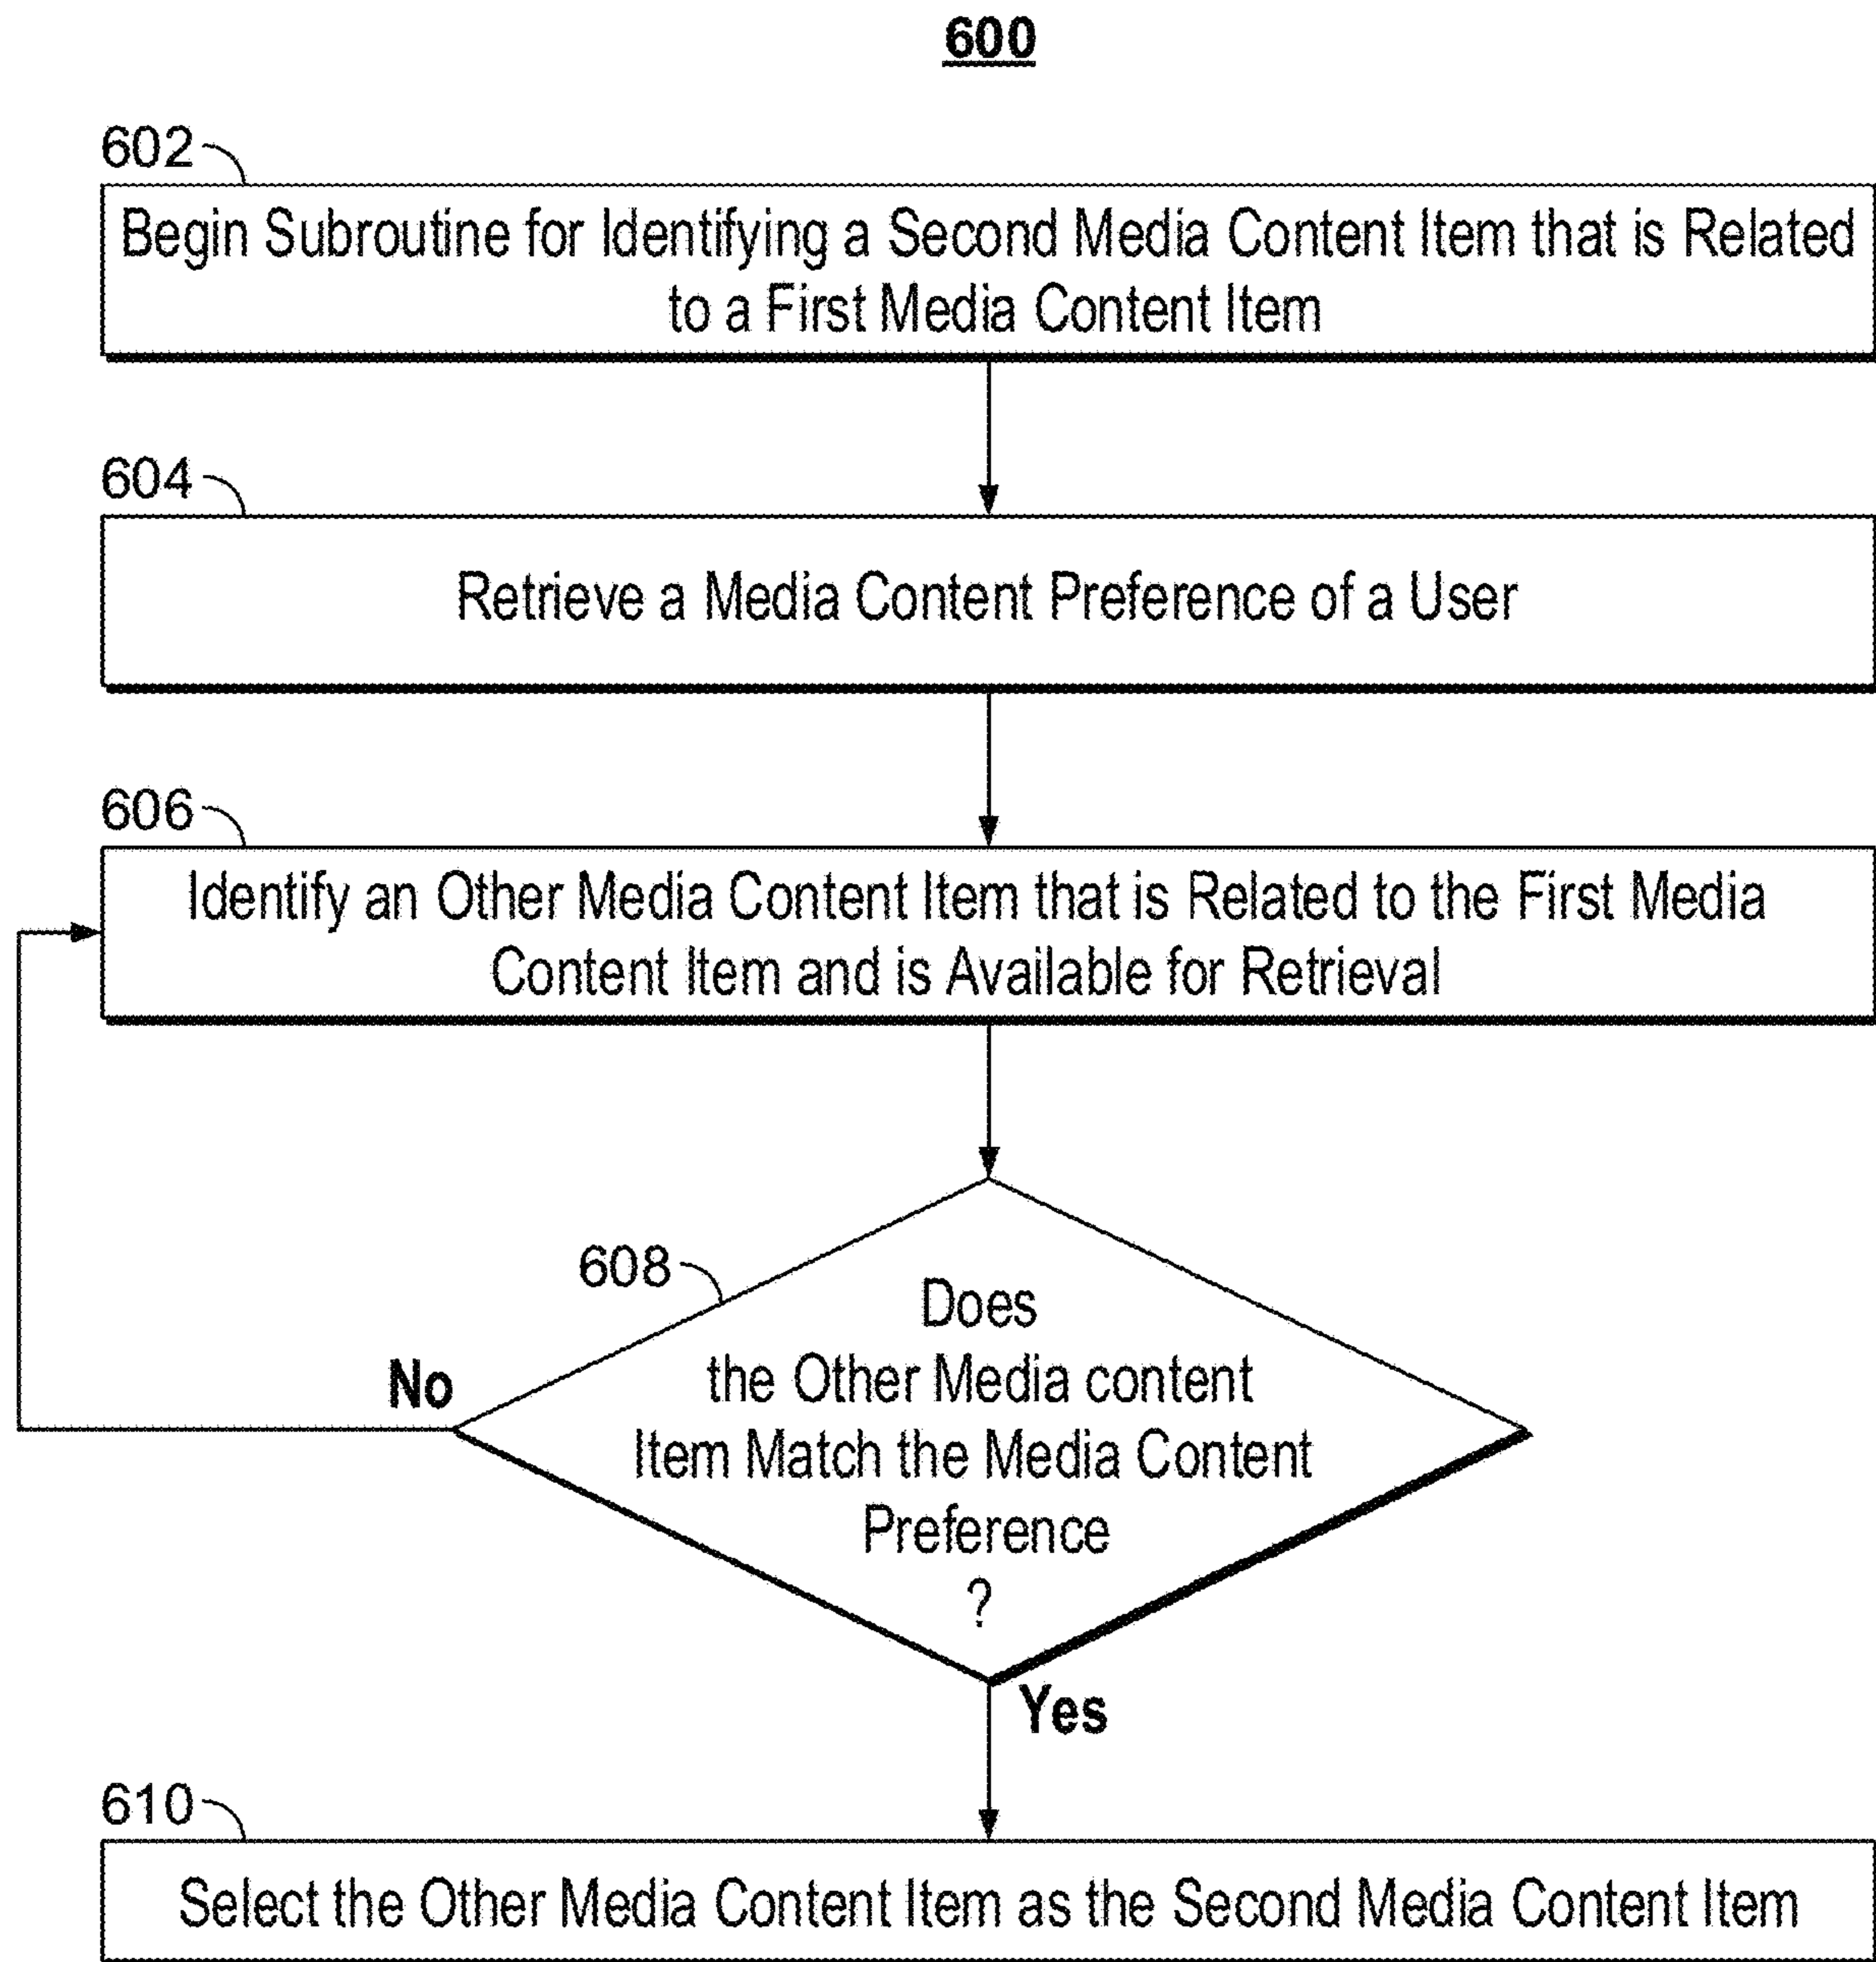 600
602
Begin Subroutine for Identifying a Second Media Content Item that is Related
to a First Media Content Item
604
Retrieve a Media Content Preference of a User
606
Identify an Other Media Content Item that is Related to the First Media
Content Item and is Available for Retrieval
608
Does
the Other Media content
Item Match the Media Content
Preference
?
No
Yes
610
Select the Other Media Content Item as the Second Media Content Item